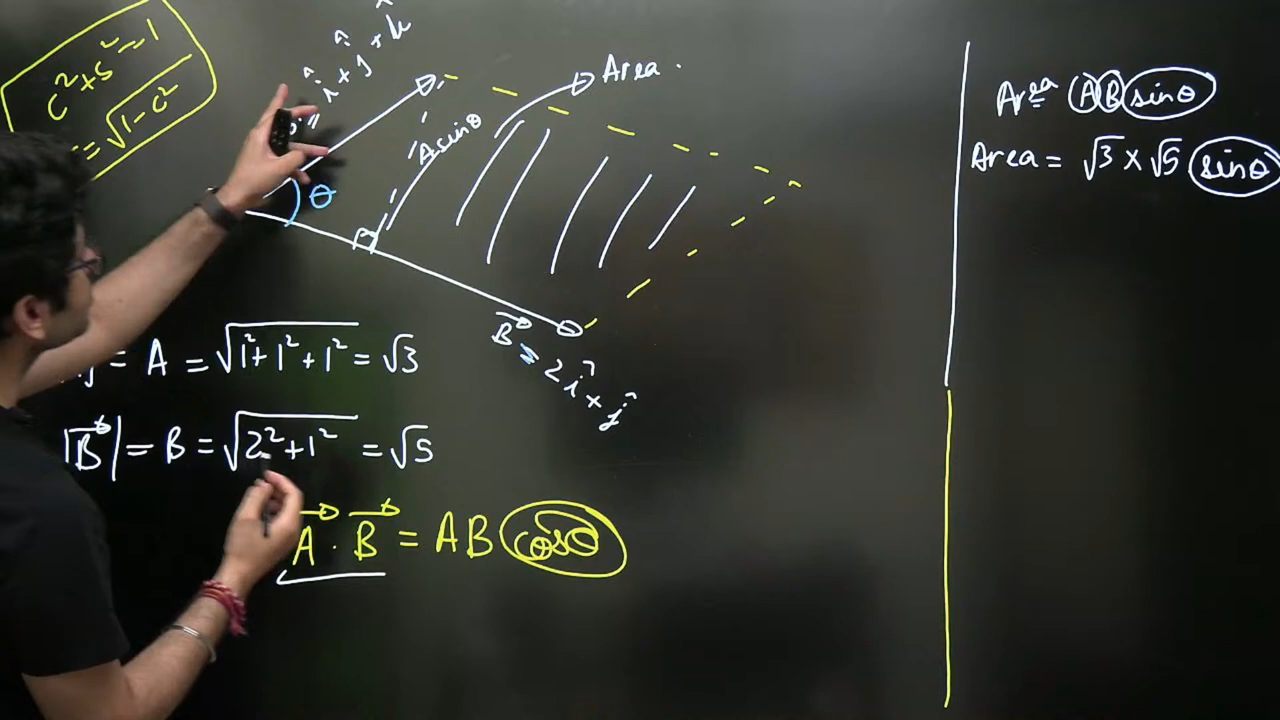 c² + s² = 1
= √1-c²
î + ĵ + k̂
θ
A sinθ
Area.
B⃗ = 2î + ĵ
= A = √1² + 1² + 1² = √3
|B⃗| = B = √2² + 1² = √5
A⃗ · B⃗ = AB cosθ
Area = AB sinθ
Area = √3 × √5 sinθ